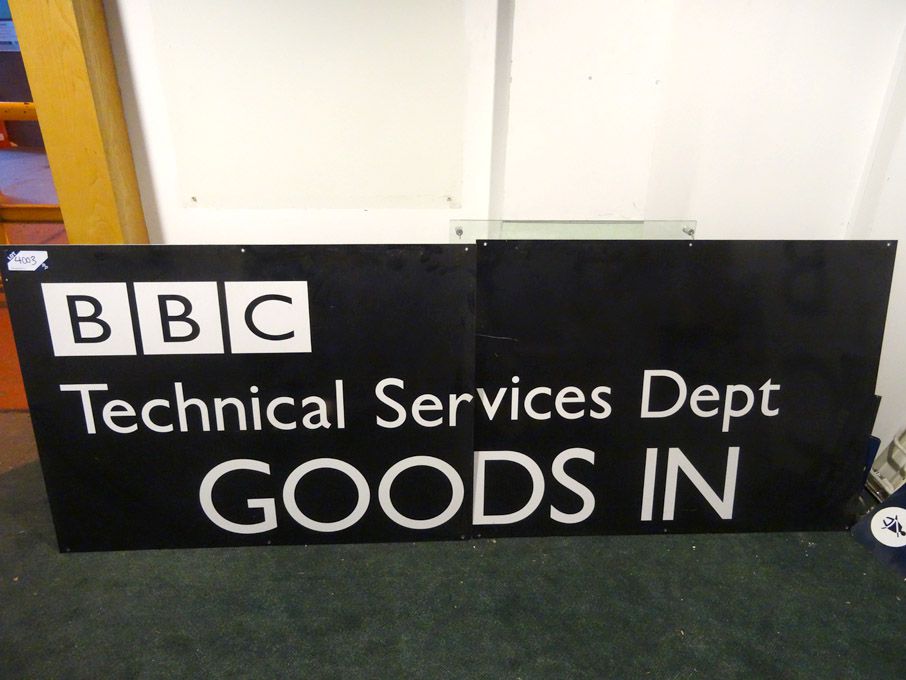 4003
BBC
Technical Services Dept
GOODS IN